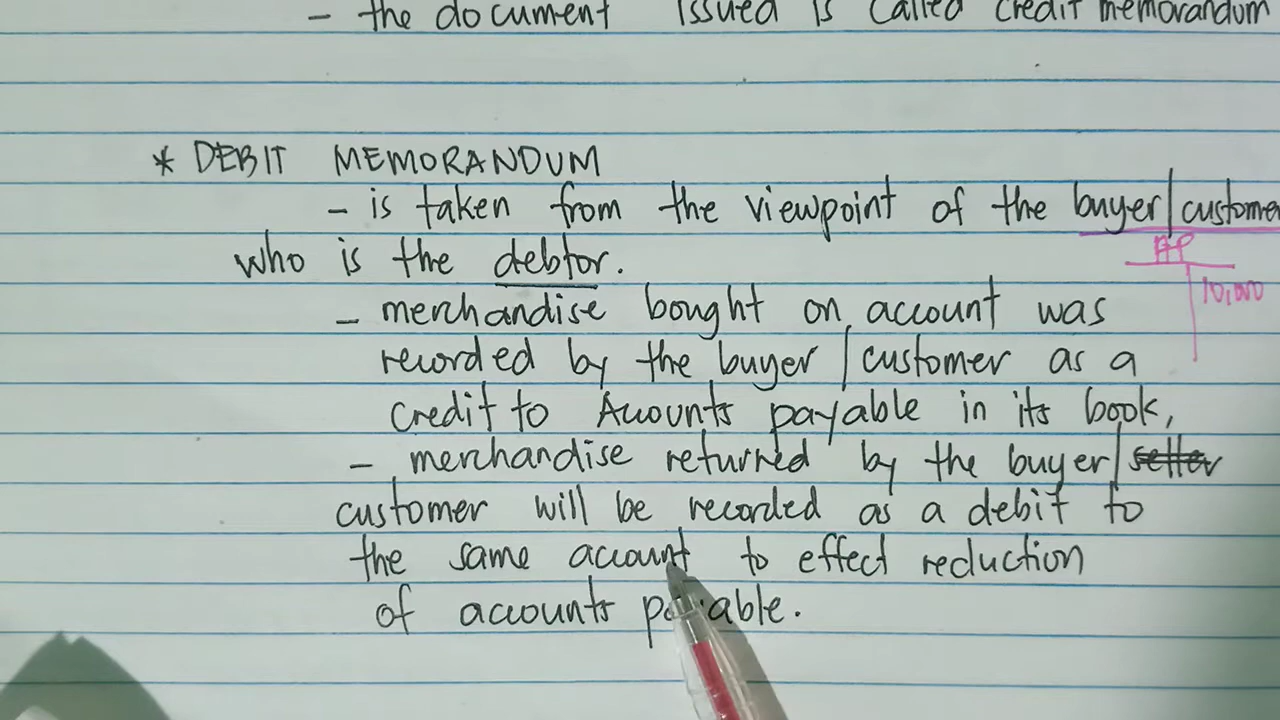 - the document issued is called credit memorandum
* DEBIT MEMORANDUM
- is taken from the viewpoint of the buyer/customer
who is the debtor.
AP
10,000
- merchandise bought on account was
recorded by the buyer/customer as a
credit to Accounts payable in its book,
- merchandise returned by the buyer/seller
customer will be recorded as a debit to
the same account to effect reduction
of accounts payable.